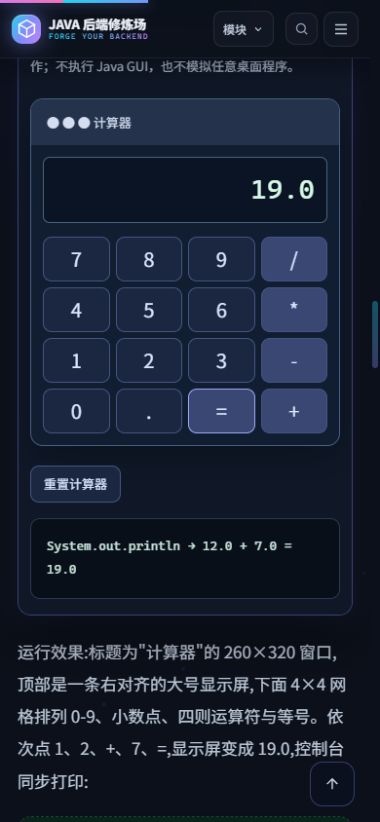 JAVA 后端修炼场
FORGE YOUR BACKEND
模块
作；不执行 Java GUI，也不模拟任意桌面程序。
计算器
19.0
7 8 9 /
4 5 6 *
1 2 3 -
0 . = +
重置计算器
System.out.println → 12.0 + 7.0 =
19.0
运行效果:标题为"计算器"的 260×320 窗口,
顶部是一条右对齐的大号显示屏,下面 4×4 网
格排列 0-9、小数点、四则运算符与等号。依
次点 1、2、+、7、=,显示屏变成 19.0,控制台
同步打印: